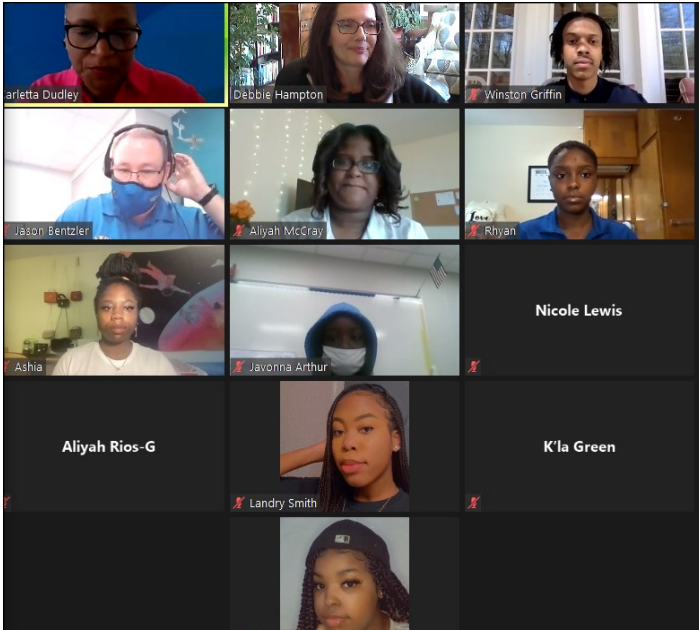 arletta Dudley
Debbie Hampton
Winston Griffin
Jason Bentzler
Aliyah McCray
Rhyan
Love
Ashia
Javonna Arthur
Nicole Lewis
Aliyah Rios-G
Landry Smith
K'la Green